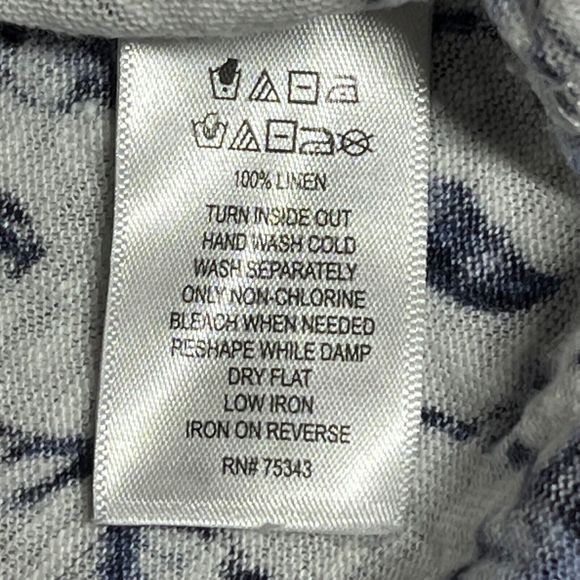 100% LINEN
TURN INSIDE OUT
HAND WASH COLD
WASH SEPARATELY
ONLY NON-CHLORINE
BLEACH WHEN NEEDED
RESHAPE WHILE DAMP
DRY FLAT
LOW IRON
IRON ON REVERSE
RN# 75343